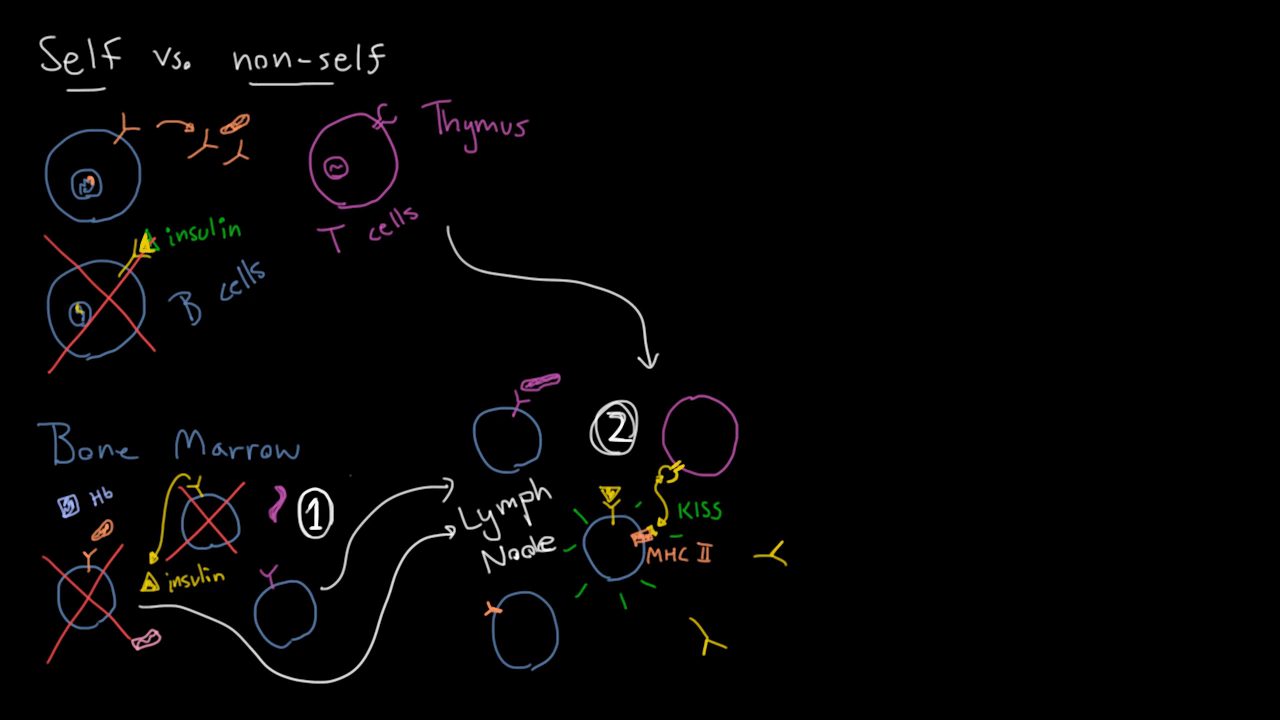 Self vs. non-self
Thymus
T cells
insulin
B cells
Bone Marrow
Hb
1
insulin
2
Lymph
Node
KISS
MHC II